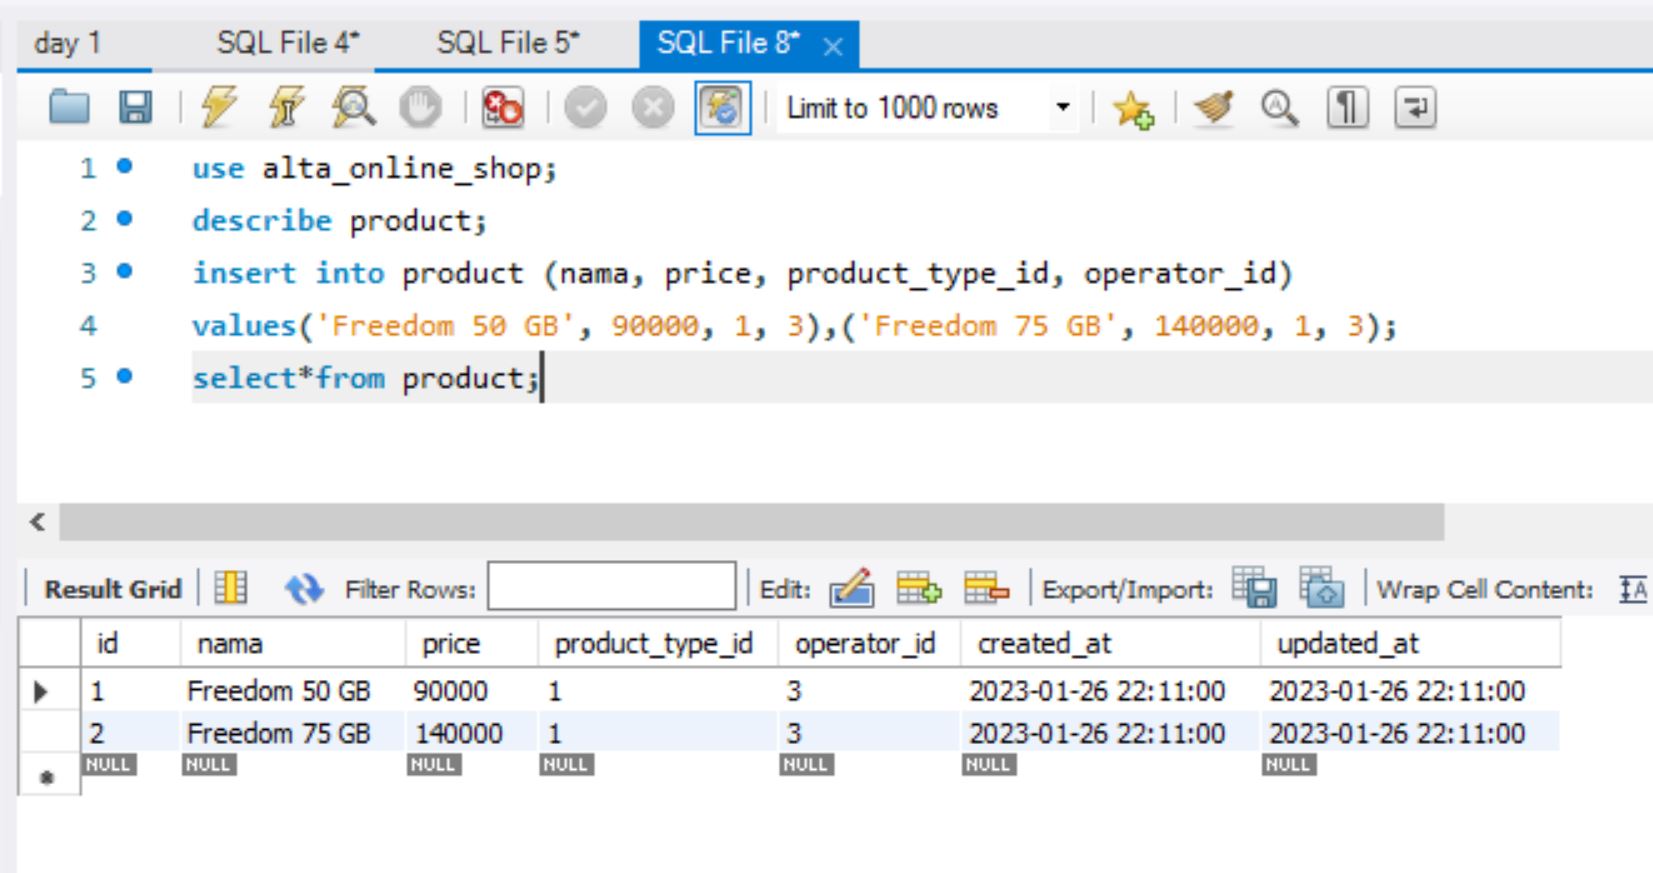 day 1 SQL File 4* SQL File 5* SQL File 8* ×
Limit to 1000 rows
1 use alta_online_shop;
2 describe product;
3 insert into product (nama, price, product_type_id, operator_id)
4 values('Freedom 50 GB', 90000, 1, 3),('Freedom 75 GB', 140000, 1, 3);
5 select*from product;
Result Grid Filter Rows: Edit: Export/Import: Wrap Cell Content:
id nama price product_type_id operator_id created_at updated_at
1 Freedom 50 GB 90000 1 3 2023-01-26 22:11:00 2023-01-26 22:11:00
2 Freedom 75 GB 140000 1 3 2023-01-26 22:11:00 2023-01-26 22:11:00
NULL NULL NULL NULL NULL NULL NULL